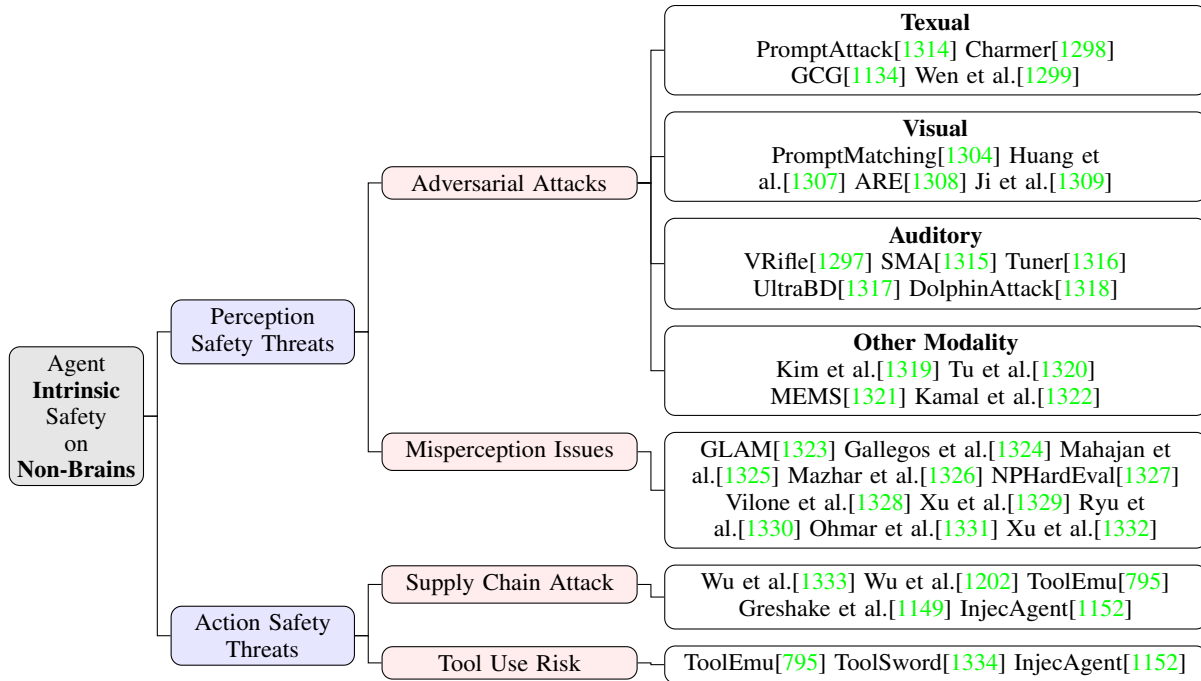 Agent
Intrinsic
Safety
on
Non-Brains
Perception
Safety Threats
Adversarial Attacks
Texual
PromptAttack[1314] Charmer[1298]
GCG[1134] Wen et al.[1299]
Visual
PromptMatching[1304] Huang et
al.[1307] ARE[1308] Ji et al.[1309]
Auditory
VRifle[1297] SMA[1315] Tuner[1316]
UltraBD[1317] DolphinAttack[1318]
Other Modality
Kim et al.[1319] Tu et al.[1320]
MEMS[1321] Kamal et al.[1322]
Misperception Issues
GLAM[1323] Gallegos et al.[1324] Mahajan et
al.[1325] Mazhar et al.[1326] NPHardEval[1327]
Vilone et al.[1328] Xu et al.[1329] Ryu et
al.[1330] Ohmar et al.[1331] Xu et al.[1332]
Action Safety
Threats
Supply Chain Attack
Wu et al.[1333] Wu et al.[1202] ToolEmu[795]
Greshake et al.[1149] InjecAgent[1152]
Tool Use Risk
ToolEmu[795] ToolSword[1334] InjecAgent[1152]